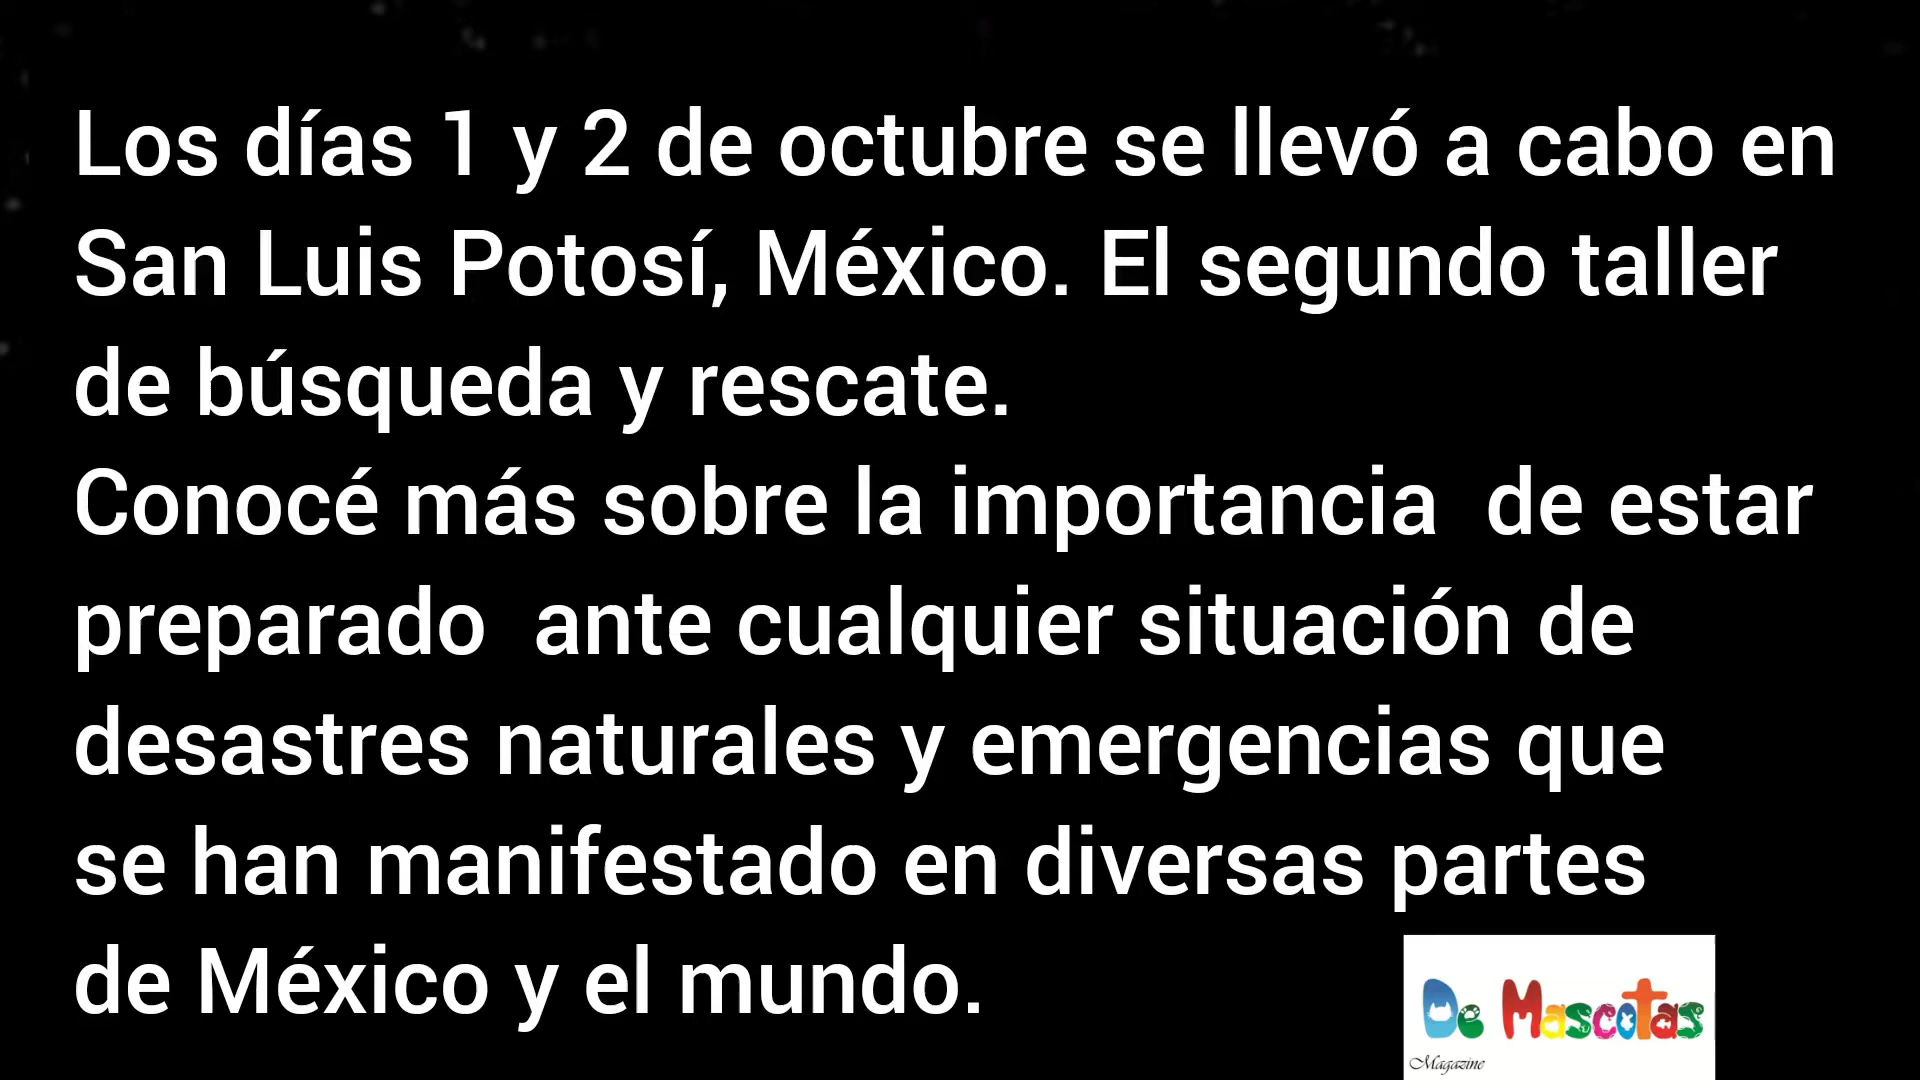 Los días 1 y 2 de octubre se llevó a cabo en
San Luis Potosí, México. El segundo taller
de búsqueda y rescate.
Conocé más sobre la importancia  de estar
preparado  ante cualquier situación de
desastres naturales y emergencias que
se han manifestado en diversas partes
de México y el mundo.
De Mascotas
Magazine